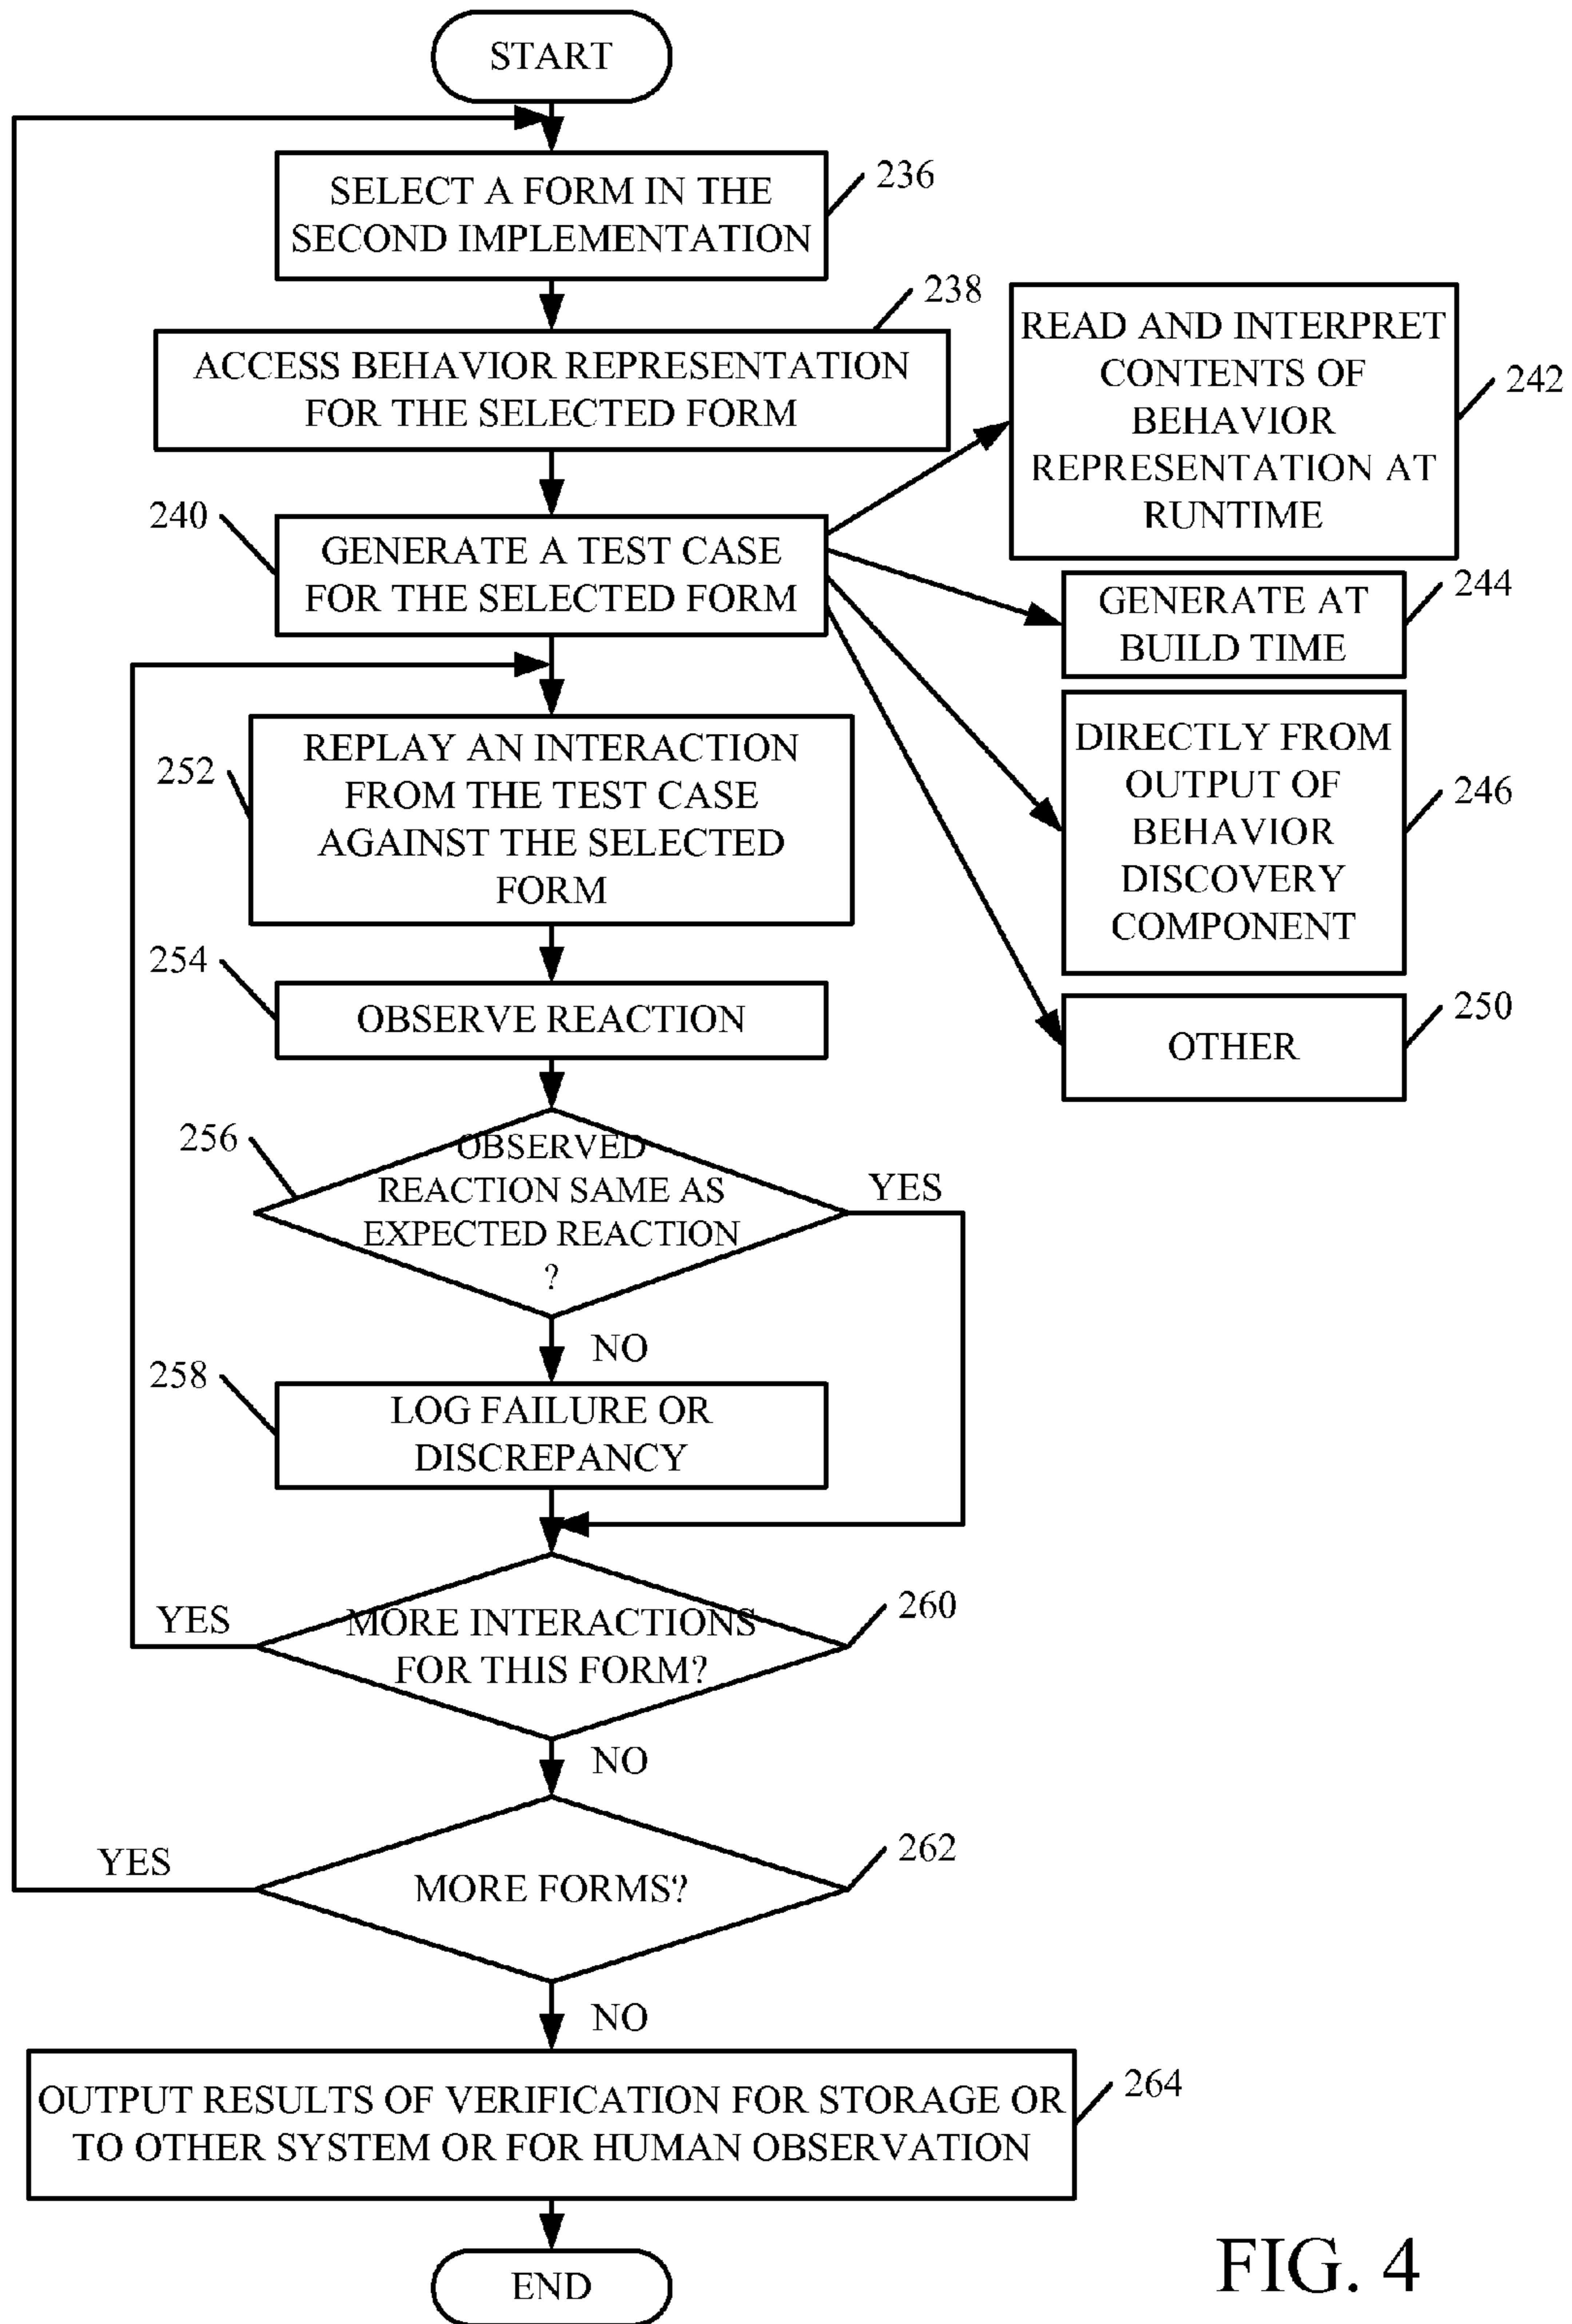 START
SELECT A FORM IN THE
SECOND IMPLEMENTATION
236
238
ACCESS BEHAVIOR REPRESENTATION
FOR THE SELECTED FORM
READ AND INTERPRET
CONTENTS OF
BEHAVIOR
REPRESENTATION AT
RUNTIME
242
240
GENERATE A TEST CASE
FOR THE SELECTED FORM
GENERATE AT
BUILD TIME
244
DIRECTLY FROM
OUTPUT OF
BEHAVIOR
DISCOVERY
COMPONENT
246
252
REPLAY AN INTERACTION
FROM THE TEST CASE
AGAINST THE SELECTED
FORM
254
OBSERVE REACTION
OTHER
250
256
OBSERVED
REACTION SAME AS
EXPECTED REACTION
?
YES
NO
258
LOG FAILURE OR
DISCREPANCY
YES
MORE INTERACTIONS
FOR THIS FORM?
260
NO
YES
MORE FORMS?
262
NO
OUTPUT RESULTS OF VERIFICATION FOR STORAGE OR
TO OTHER SYSTEM OR FOR HUMAN OBSERVATION
264
END
FIG. 4